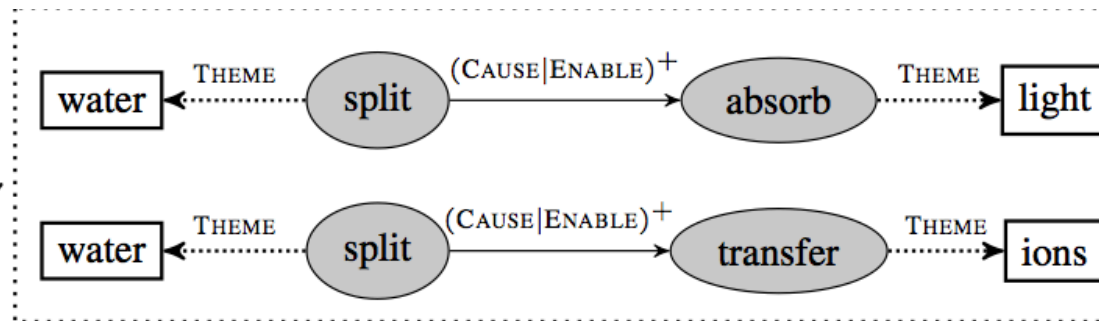 THEME (CAUSE|ENABLE)+ THEME
water split absorb light
THEME (CAUSE|ENABLE)+ THEME
water split transfer ions